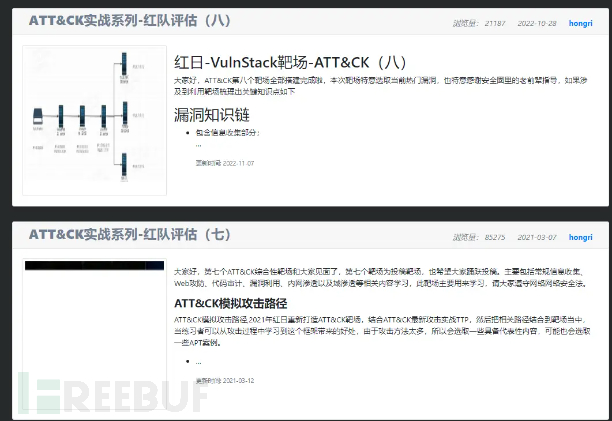 ATT&CK实战系列-红队评估（八）
浏览量： 21187 2022-10-28 hongri
红日-VulnStack靶场-ATT&CK（八）
大家好，ATT&CK第八个靶场全部搭建完成啦，本次靶场特意选取当前热门漏洞，也特意感谢安全圈里的老前辈指导，如果涉
及到利用靶场梳理出关键知识点如下
漏洞知识链
包含信息收集部分：
...
更新时间 2022-11-07
ATT&CK实战系列-红队评估（七）
浏览量： 85275 2021-03-07 hongri
大家好，第七个ATT&CK综合性靶场和大家见面了，第七个靶场为投稿靶场，也希望大家踊跃投稿。主要包括常规信息收集、
Web攻防、代码审计、漏洞利用、内网渗透以及域渗透等相关内容学习，此靶场主要用来学习，请大家遵守网络网络安全法。
ATT&CK模拟攻击路径
ATT&CK模拟攻击路径,2021年红日重新打造ATT&CK靶场，结合ATT&CK最新攻击实战TTP，然后把相关路径结合到靶场当中，
当练习者可以从攻击过程中学习到这个框架带来的好处，由于攻击方法太多，所以会选取一些具备代表性内容，可能也会选取
一些APT案例。
...
更新时间 2021-03-12
FREEBUF